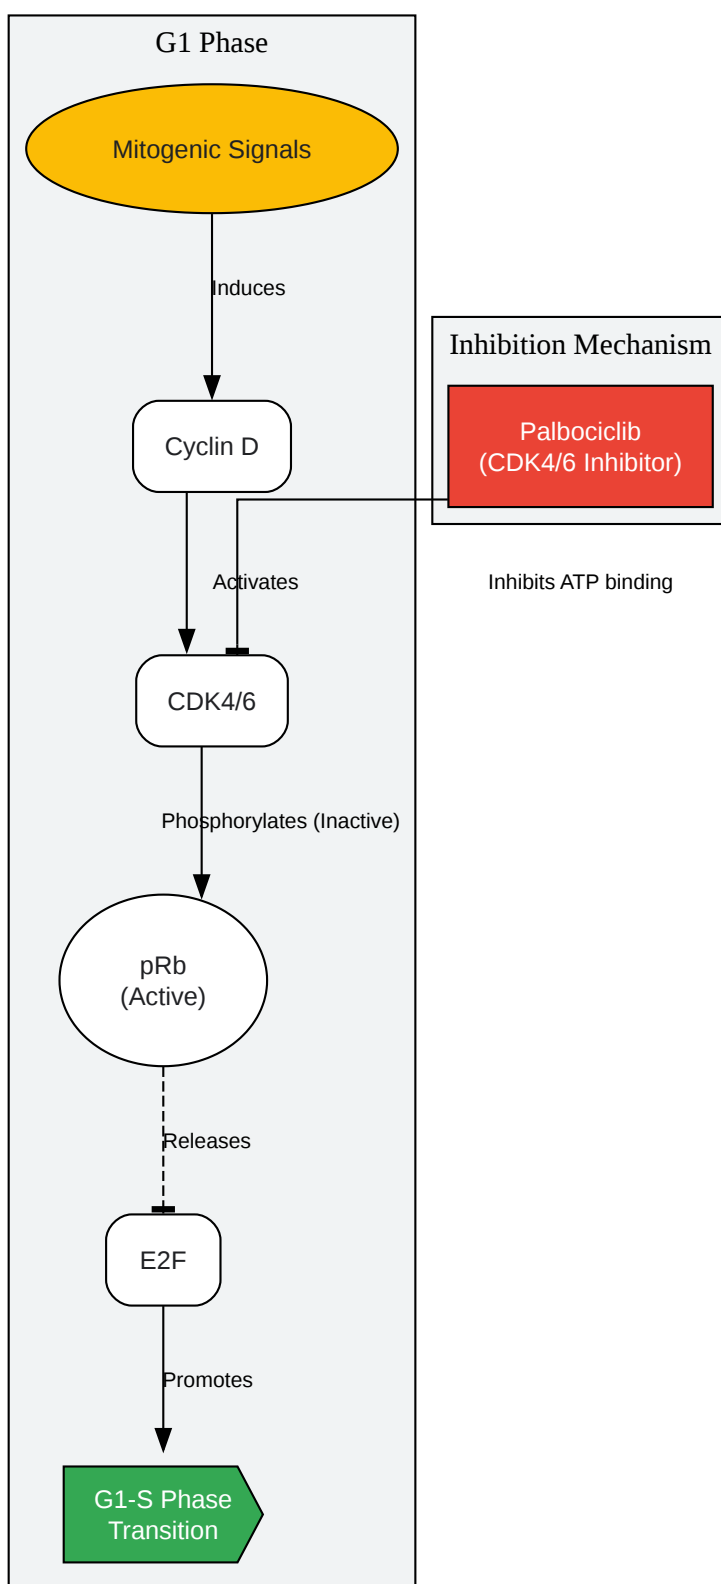 G1 Phase
Mitogenic Signals
Induces
Inhibition Mechanism
Palbociclib
(CDK4/6 Inhibitor)
Cyclin D
Activates
Inhibits ATP binding
CDK4/6
Phosphorylates (Inactive)
pRb
(Active)
Releases
E2F
Promotes
G1-S Phase
Transition